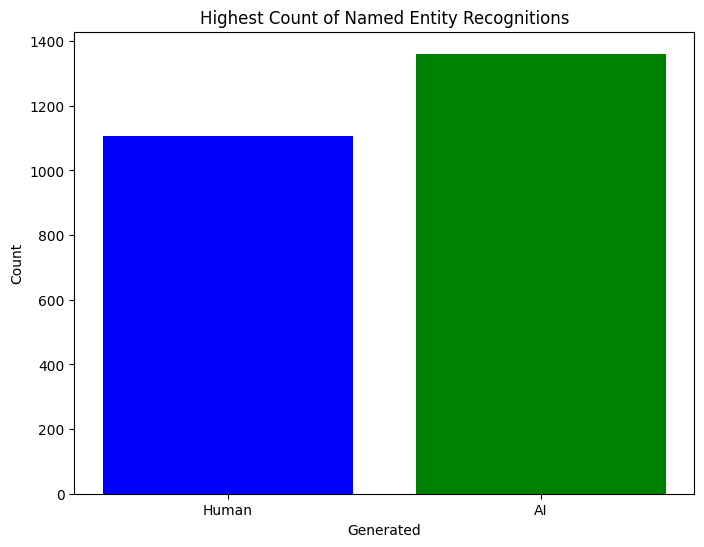 Highest Count of Named Entity Recognitions
1400
1200
1000
800
600
400
200
0
Count
Human
AI
Generated